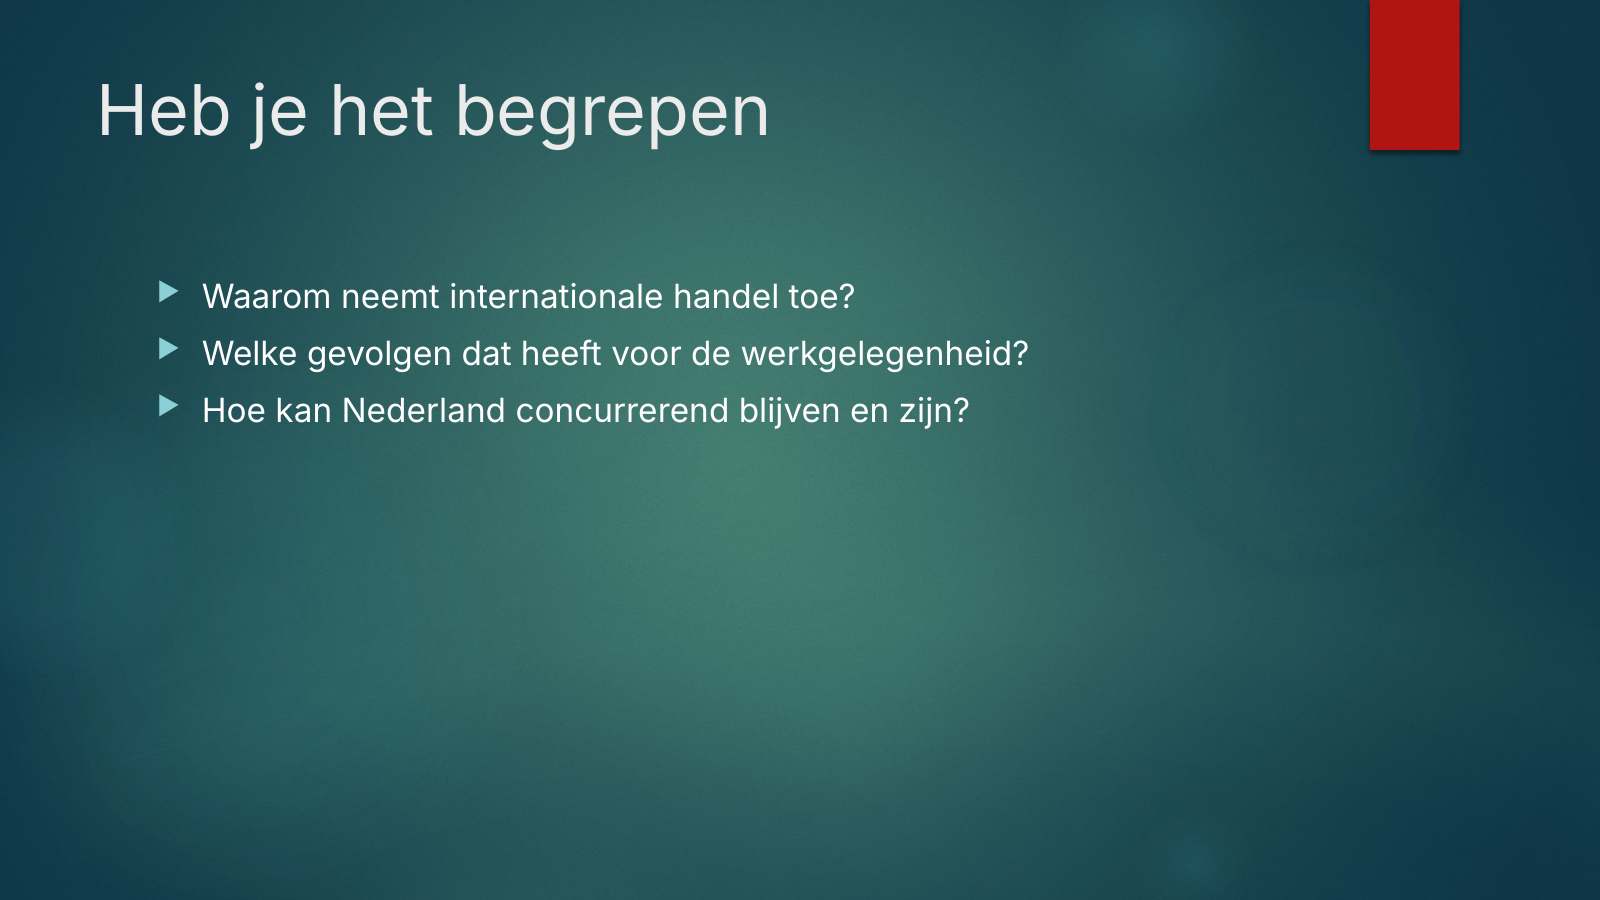 Heb je het begrepen
Waarom neemt internationale handel toe?
Welke gevolgen dat heeft voor de werkgelegenheid?
Hoe kan Nederland concurrerend blijven en zijn?